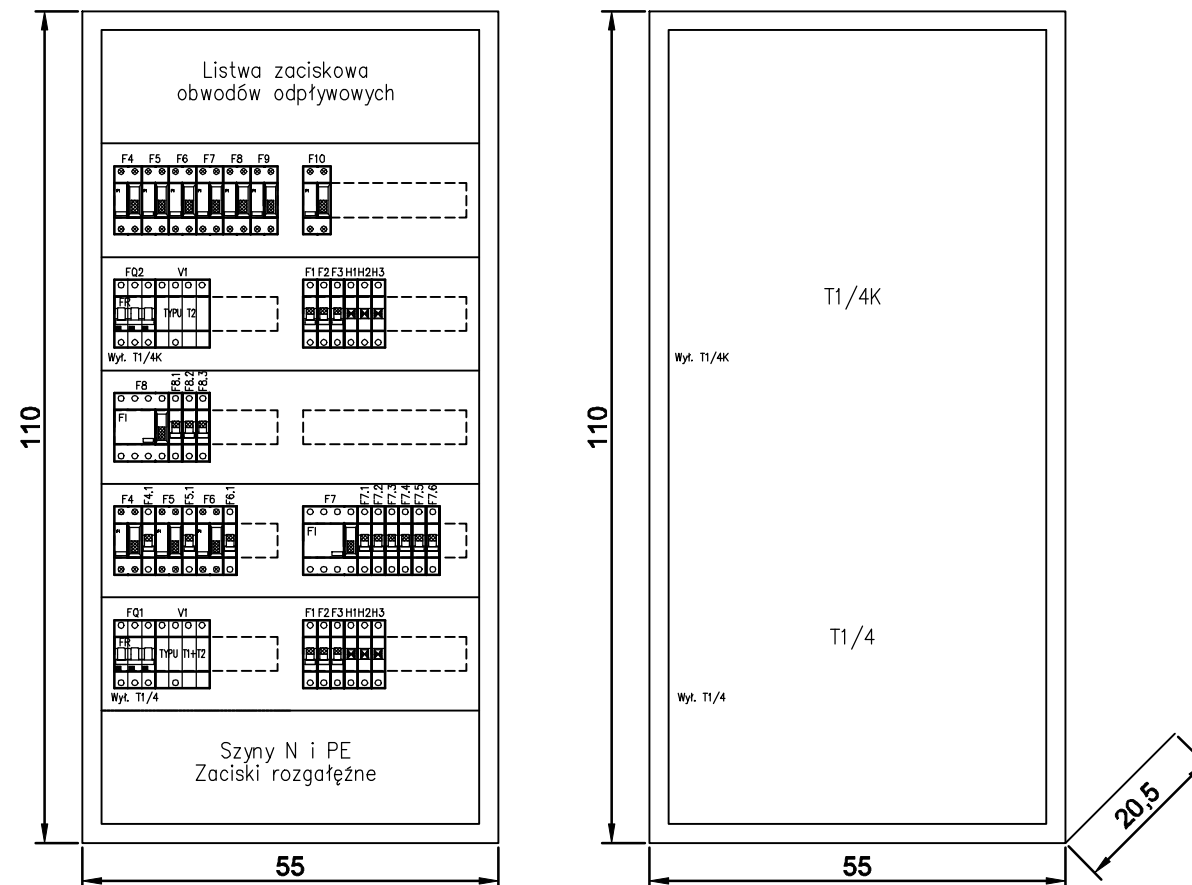 Listwa zaciskowa
obwodów odpływowych
F4 F5 F6 F7 F8 F9 F10
FQ2 V1 F1 F2 F3 H1 H2 H3
FR TYPU T2
Wył. T1/4K
F8 F8.1 F8.2 F8.3
FI
F4 F4.1 F5 F5.1 F6 F6.1 F7 F7.1 F7.2 F7.3 F7.4 F7.5 F7.6
FI
FQ1 V1 F1 F2 F3 H1 H2 H3
FR TYPU T1+T2
Wył. T1/4
Szyny N i PE
Zaciski rozgałęźne
110
55
T1/4K
Wył. T1/4K
T1/4
Wył. T1/4
110
55
20,5